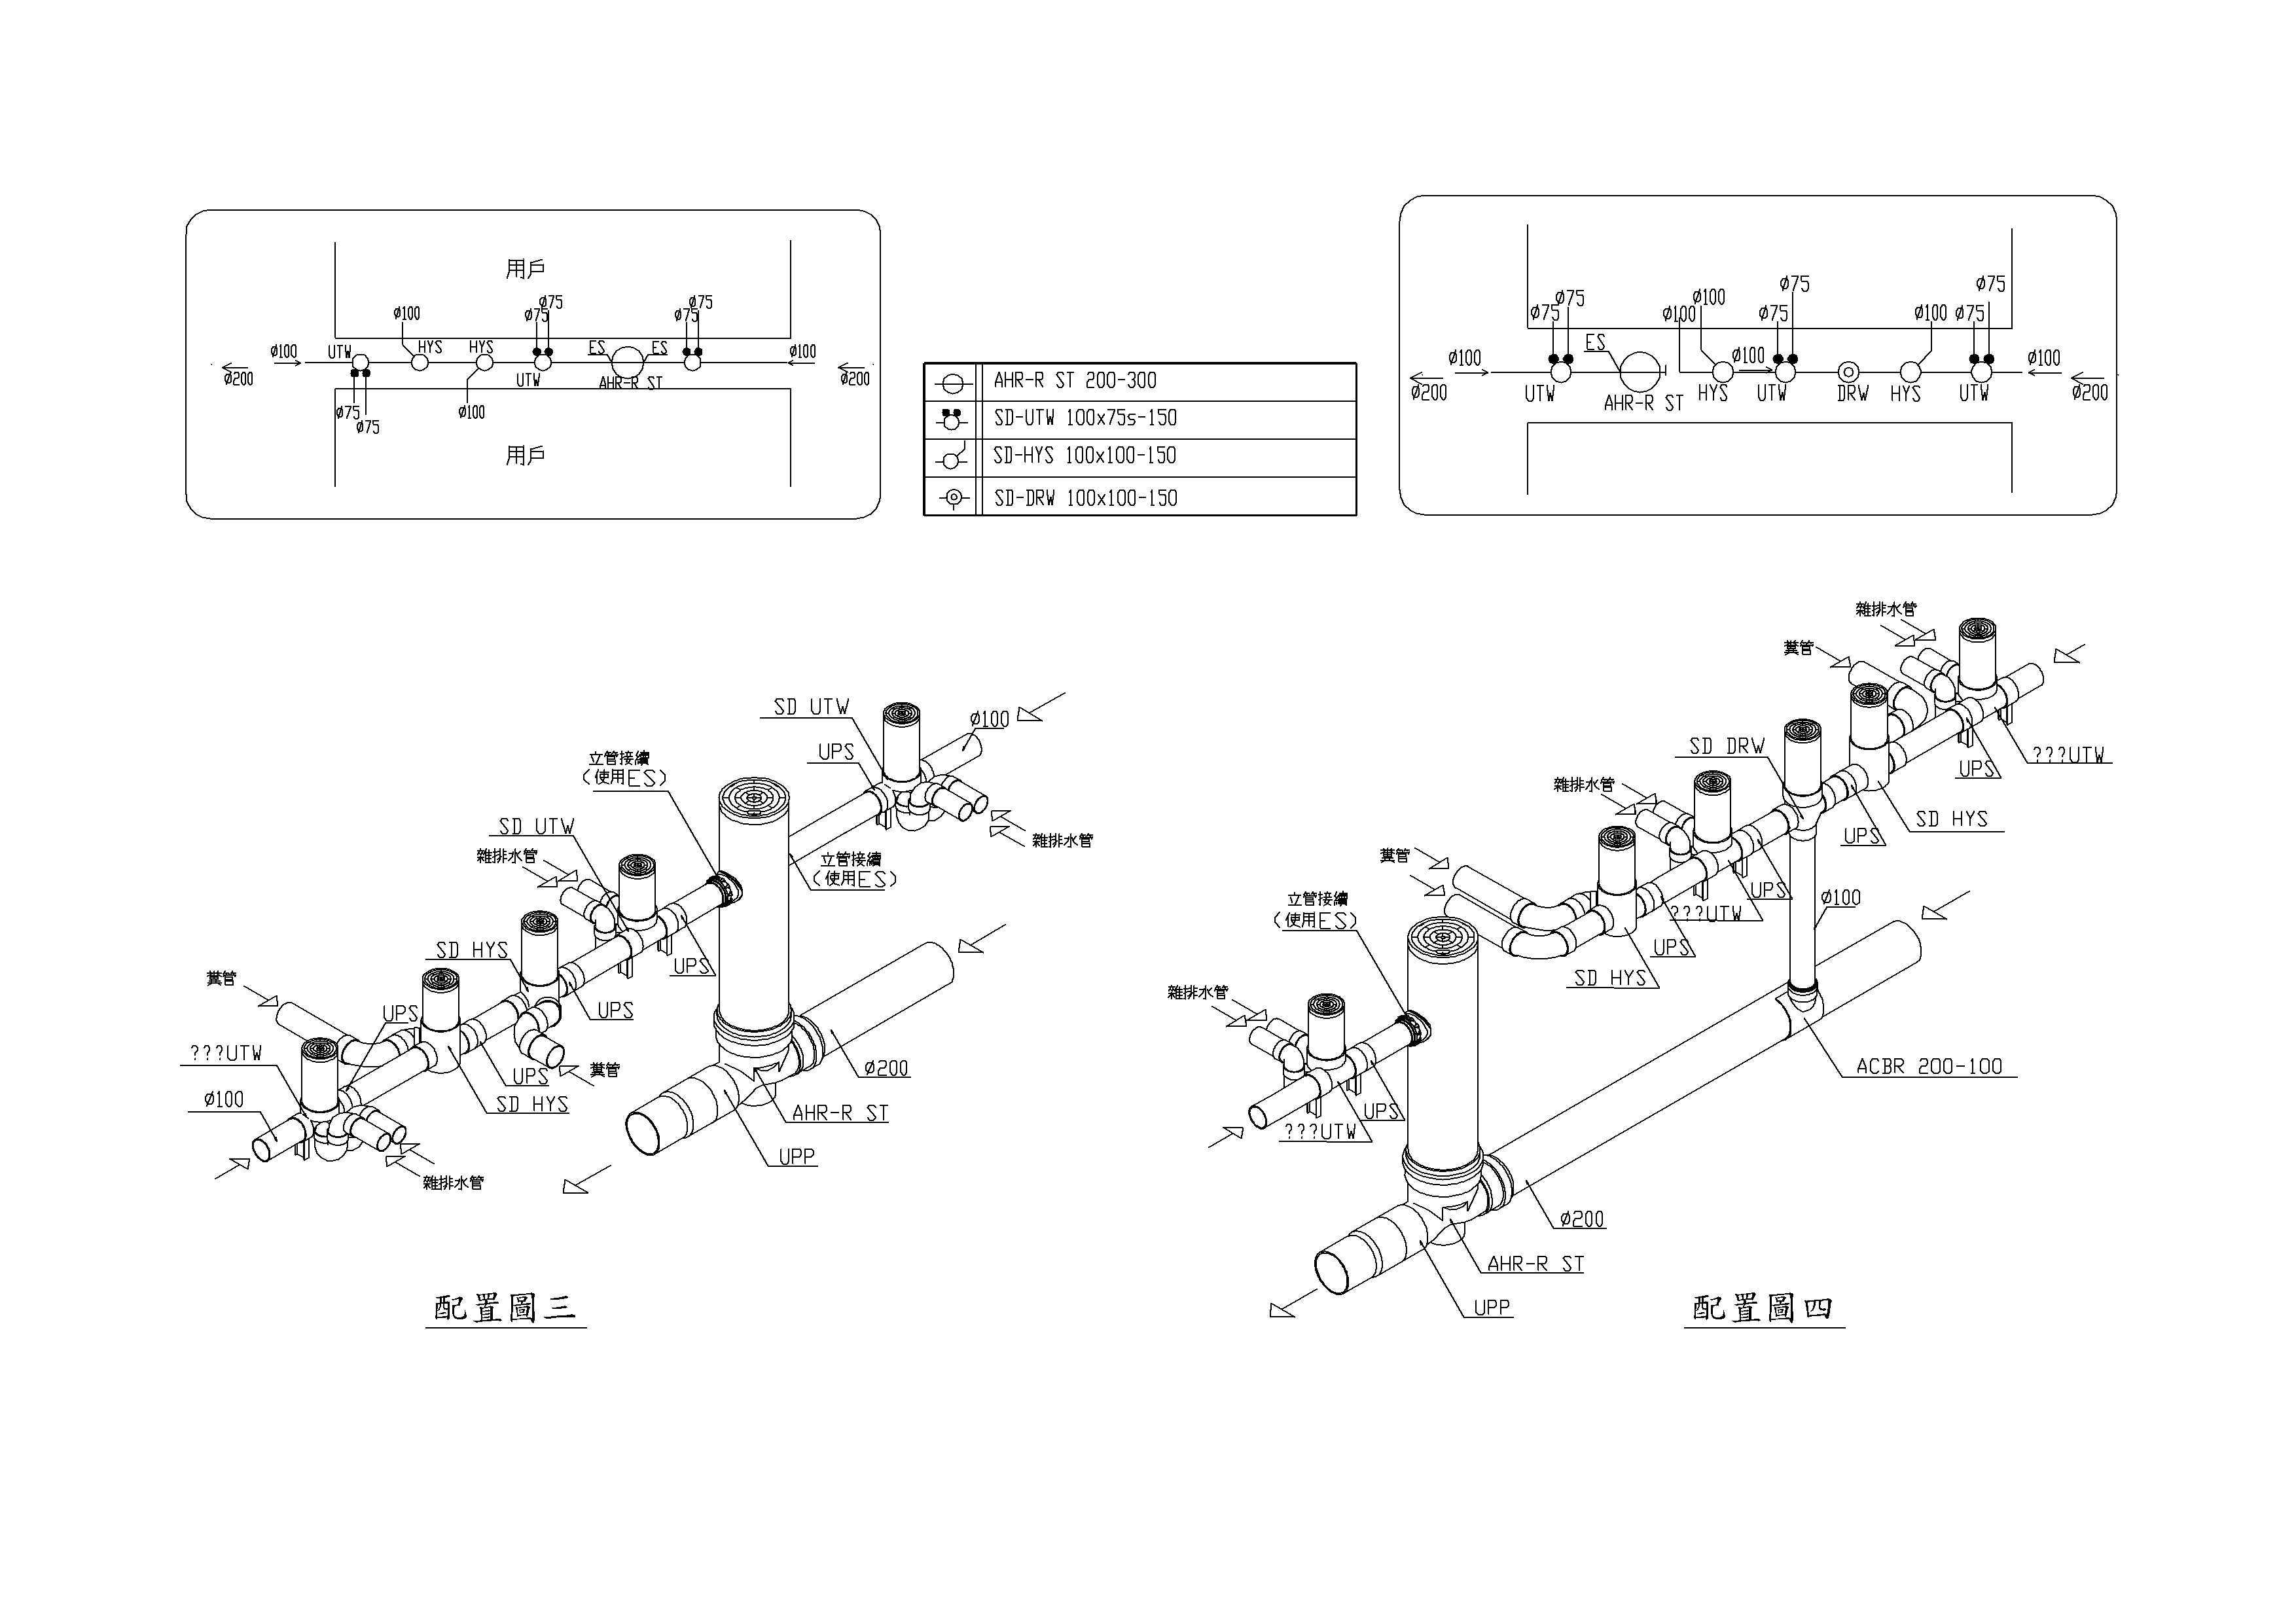 用戶
ø100
ø75
ø75
ø75
ø75
ø100
UTW
HYS
HYS
ES
ES
ø100
ø200
UTW
AHR-R ST
ø200
ø75
ø75
ø100
用戶
AHR-R ST 200-300
SD-UTW 100x75s-150
SD-HYS 100x100-150
SD-DRW 100x100-150
ø75
ø75
ø75
ø75
ø100
ø100
ø75
ø100
ø75
ø100
ES
ø100
ø100
ø200
UTW
AHR-R ST
HYS
UTW
DRW
HYS
UTW
ø200
SD UTW
ø100
UPS
立管接續
(使用ES)
SD UTW
雜排水管
雜排水管
立管接續
(使用ES)
SD HYS
UPS
糞管
UPS
UPS
???UTW
UPS
糞管
ø100
SD HYS
ø200
AHR-R ST
UPP
雜排水管
配置圖三
雜排水管
糞管
SD DRW
???UTW
UPS
雜排水管
SD HYS
UPS
糞管
UPS
ø100
立管接續
(使用ES)
???UTW
UPS
SD HYS
雜排水管
ACBR 200-100
UPS
???UTW
ø200
AHR-R ST
UPP
配置圖四